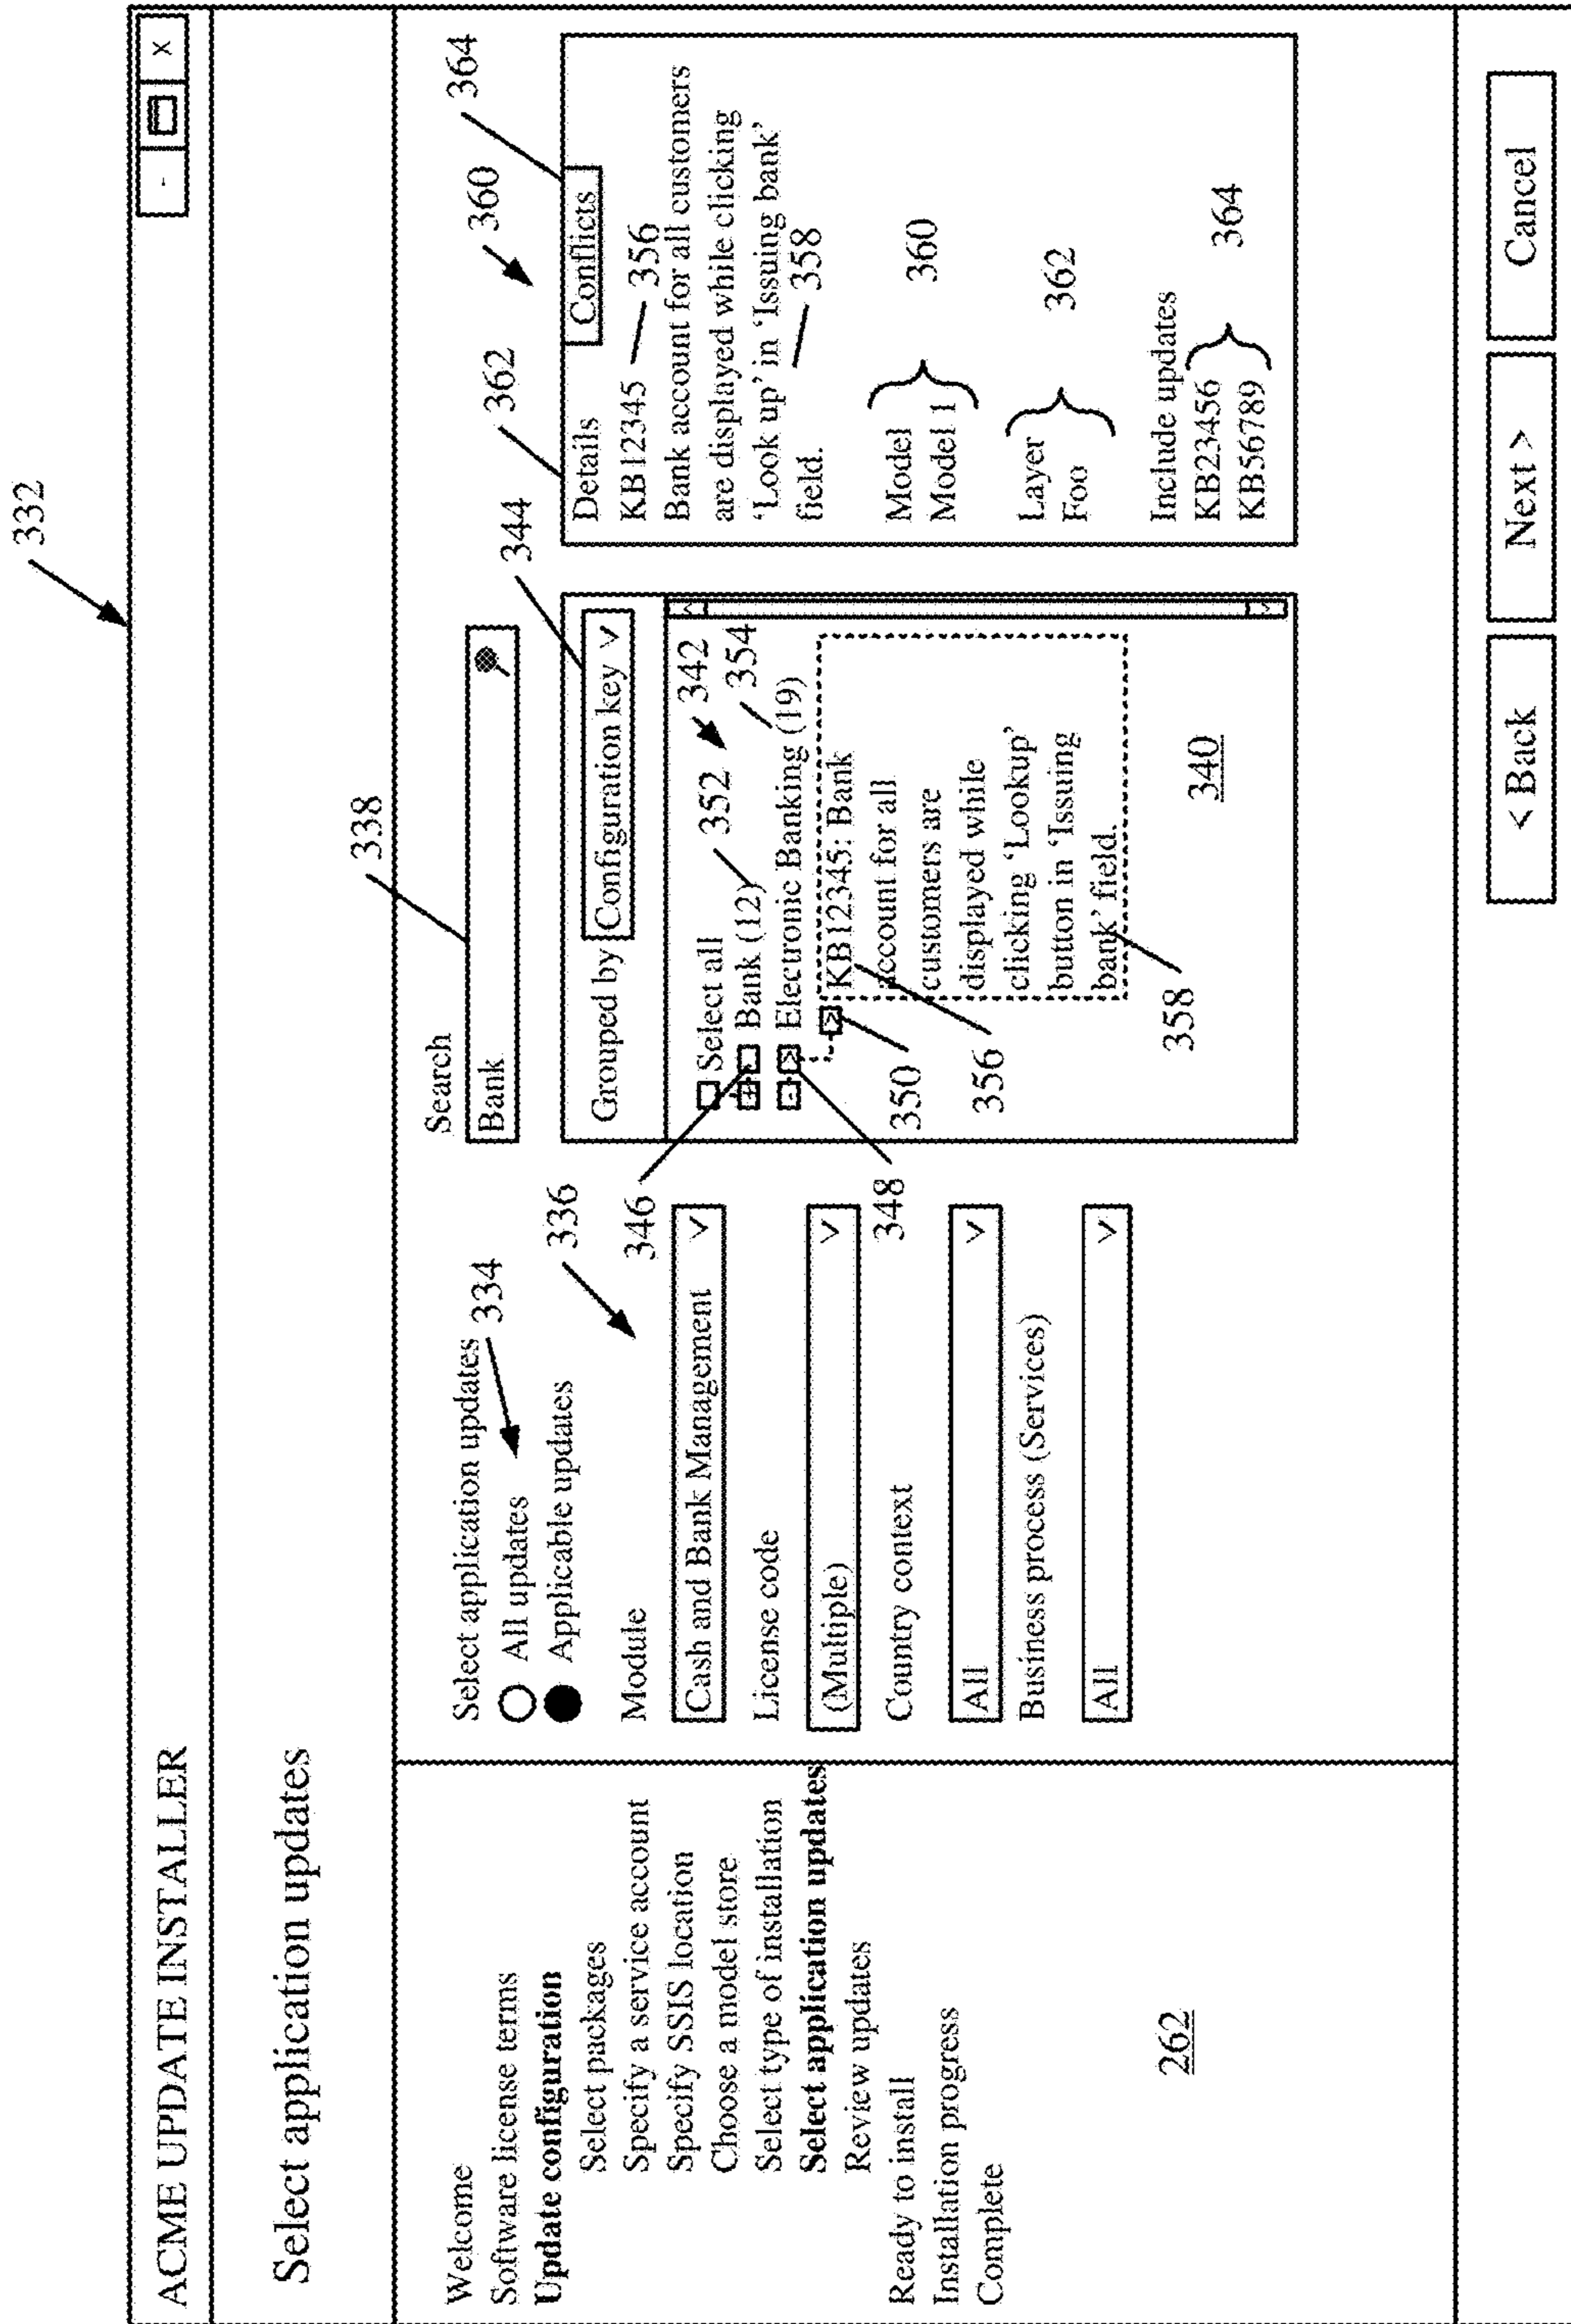 332
ACME UPDATE INSTALLER
- X
Select application updates
Welcome
Software license terms
Update configuration
Select packages
Specify a service account
Specify SSIS location
Choose a model store
Select type of installation
Select application updates
Review updates
Ready to install
Installation progress
Complete
262
Select application updates
334
All updates
Applicable updates
336
Module
346
Cash and Bank Management V
License code
(Multiple) V
348
Country context
All V
Business process (Services)
All V
338
Search
Bank
344
Grouped by Configuration key V
Select all
342
352
Bank (12)
354
Electronic Banking (19)
KB12345: Bank
account for all
customers are
displayed while
clicking 'Lookup'
button in 'Issuing
bank' field.
350
356
358
340
362
360
364
Details Conflicts
KB12345 356
Bank account for all customers
are displayed while clicking
'Look up' in 'Issuing bank'
field.
358
Model
Model 1
360
Layer
Foo
362
Include updates
KB23456
KB56789
364
< Back Next > Cancel